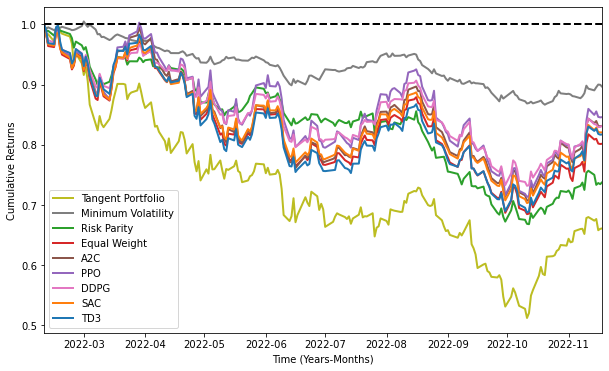 Cumulative Returns
1.0
0.9
0.8
0.7
0.6
0.5
Tangent Portfolio
Minimum Volatility
Risk Parity
Equal Weight
A2C
PPO
DDPG
SAC
TD3
2022-03 2022-04 2022-05 2022-06 2022-07 2022-08 2022-09 2022-10 2022-11
Time (Years-Months)